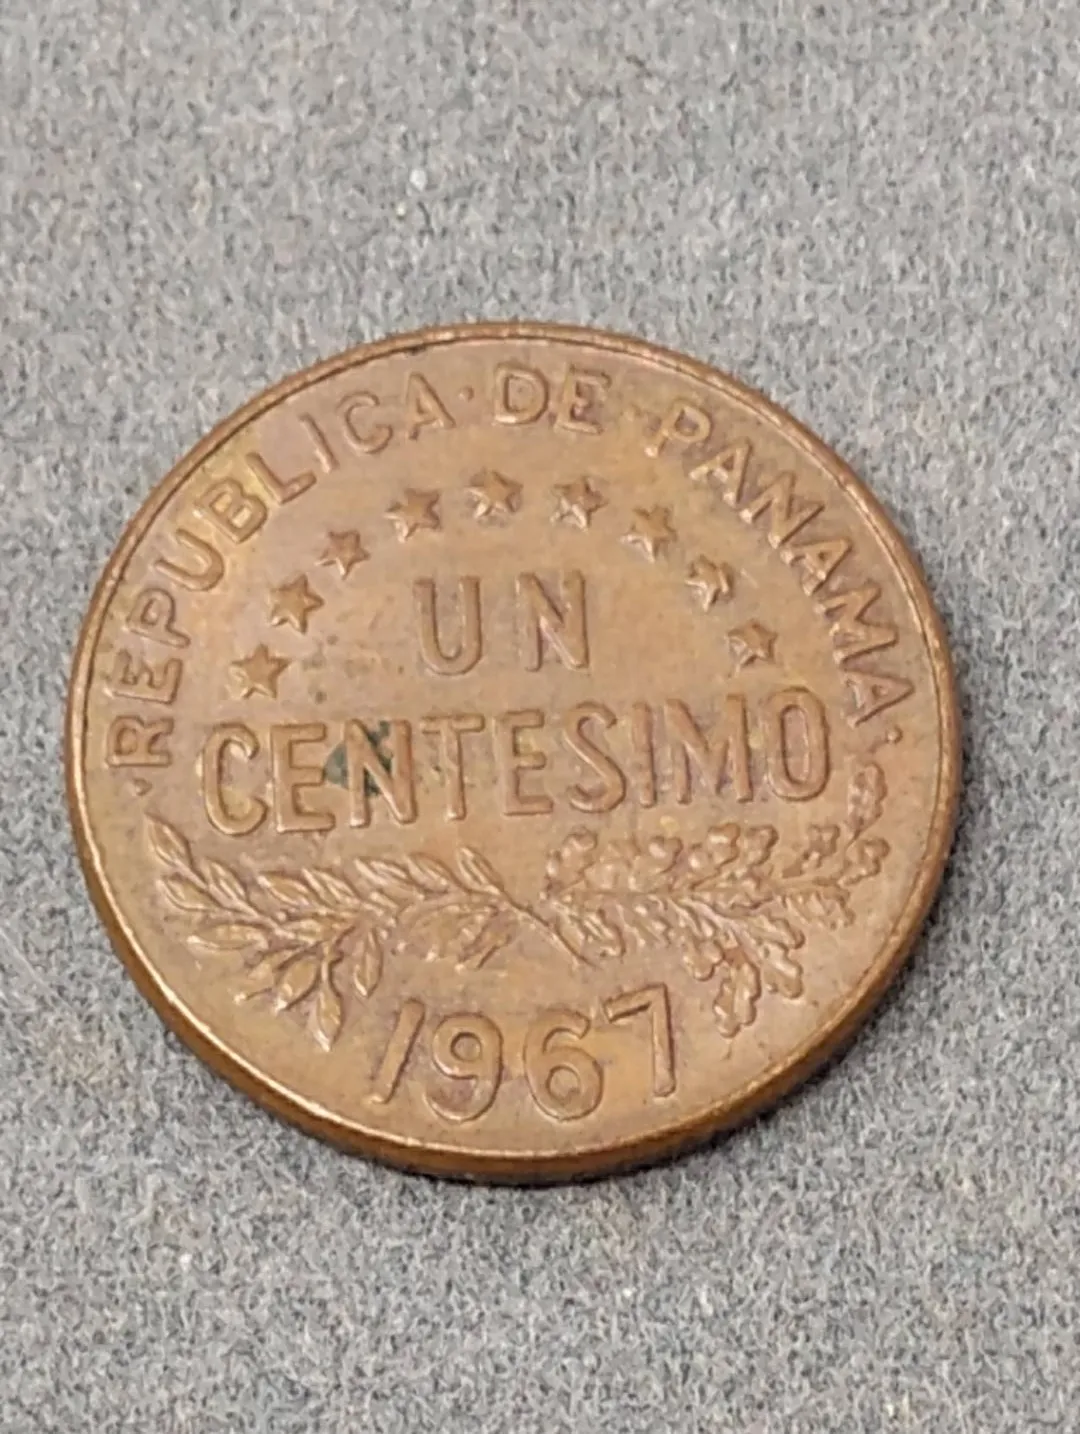 ·REPUBLICA·DE·PANAMA·
UN
CENTESIMO
1967